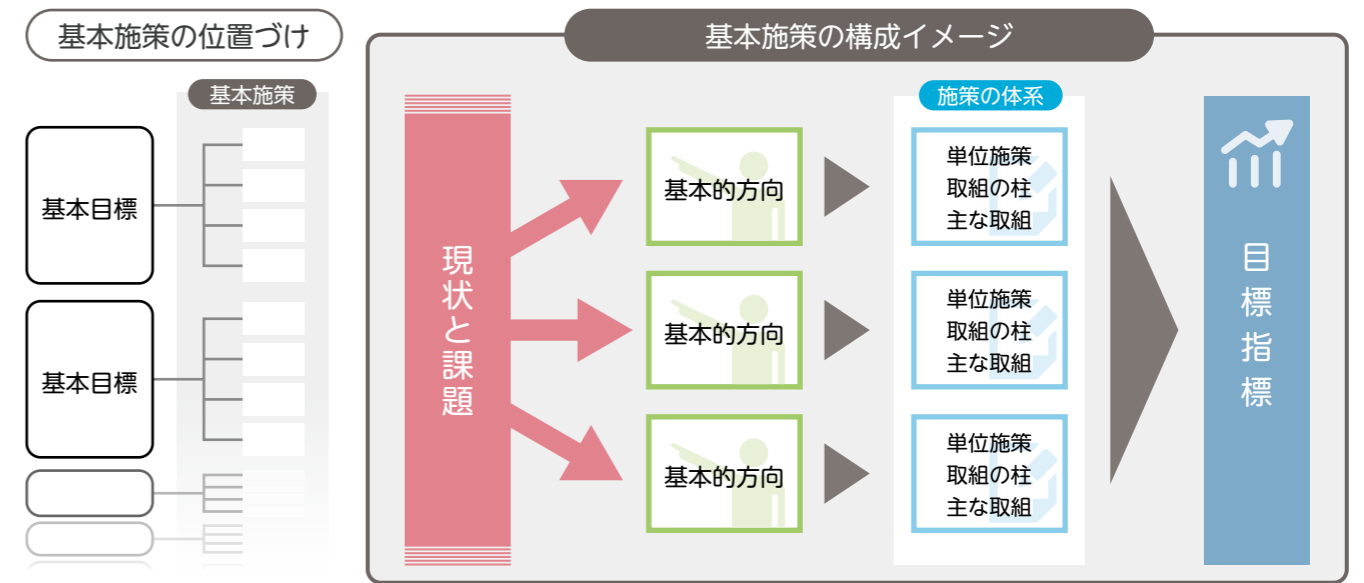 基本施策の位置づけ
基本施策
基本目標
基本目標
基本施策の構成イメージ
現状と課題
基本的方向
基本的方向
基本的方向
施策の体系
単位施策
取組の柱
主な取組
単位施策
取組の柱
主な取組
単位施策
取組の柱
主な取組
目標指標